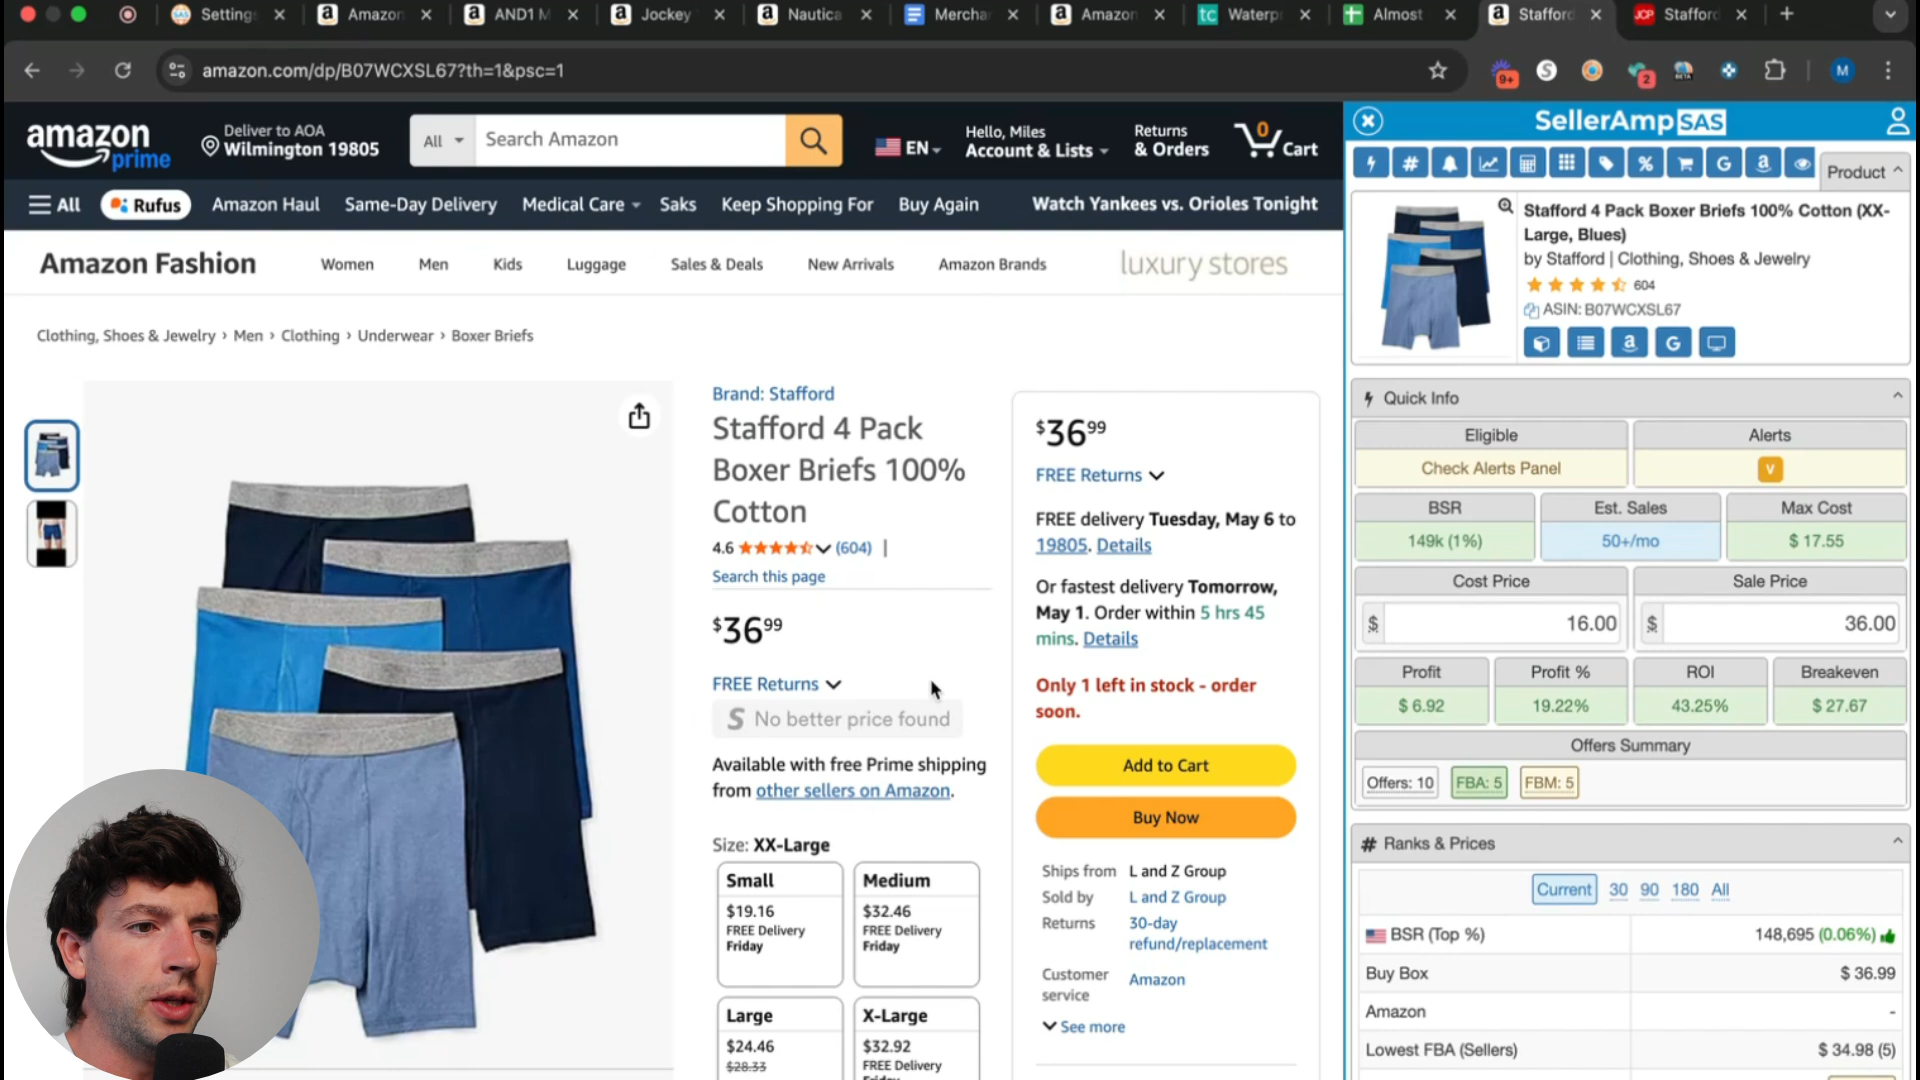 Setting
Amazon
AND1 M
Jockey
Nautica
Merchar
Amazon
tc Waterp
Almost
a Stafford
JCP Stafford
amazon.com/dp/B07WCXSL67?th=1&psc=1
9+
S
2
BETA
M
amazon prime
Deliver to AOA
Wilmington 19805
All
Search Amazon
EN
Hello, Miles
Account & Lists
Returns
& Orders
0
Cart
All
Rufus
Amazon Haul
Same-Day Delivery
Medical Care
Saks
Keep Shopping For
Buy Again
Watch Yankees vs. Orioles Tonight
Amazon Fashion
Women
Men
Kids
Luggage
Sales & Deals
New Arrivals
Amazon Brands
luxury stores
Clothing, Shoes & Jewelry › Men › Clothing › Underwear › Boxer Briefs
Brand: Stafford
Stafford 4 Pack
Boxer Briefs 100%
Cotton
4.6 (604) |
Search this page
$36 99
FREE Returns
S No better price found
Available with free Prime shipping
from other sellers on Amazon.
Size: XX-Large
Small
$19.16
FREE Delivery
Friday
Medium
$32.46
FREE Delivery
Friday
Large
$24.46
$28.33
X-Large
$32.92
FREE Delivery
$36 99
FREE Returns
FREE delivery Tuesday, May 6 to
19805. Details
Or fastest delivery Tomorrow,
May 1. Order within 5 hrs 45
mins. Details
Only 1 left in stock - order
soon.
Add to Cart
Buy Now
Ships from L and Z Group
Sold by L and Z Group
Returns 30-day
refund/replacement
Customer
service
Amazon
See more
SellerAmp SAS
Product
Stafford 4 Pack Boxer Briefs 100% Cotton (XX-
Large, Blues)
by Stafford | Clothing, Shoes & Jewelry
604
ASIN: B07WCXSL67
Quick Info
Eligible
Alerts
Check Alerts Panel
V
BSR
Est. Sales
Max Cost
149k (1%)
50+/mo
$ 17.55
Cost Price
Sale Price
$ 16.00
$ 36.00
Profit
Profit %
ROI
Breakeven
$ 6.92
19.22%
43.25%
$ 27.67
Offers Summary
Offers: 10
FBA: 5
FBM: 5
# Ranks & Prices
Current 30 90 180 All
BSR (Top %)
148,695 (0.06%)
Buy Box
$ 36.99
Amazon
-
Lowest FBA (Sellers)
$ 34.98 (5)